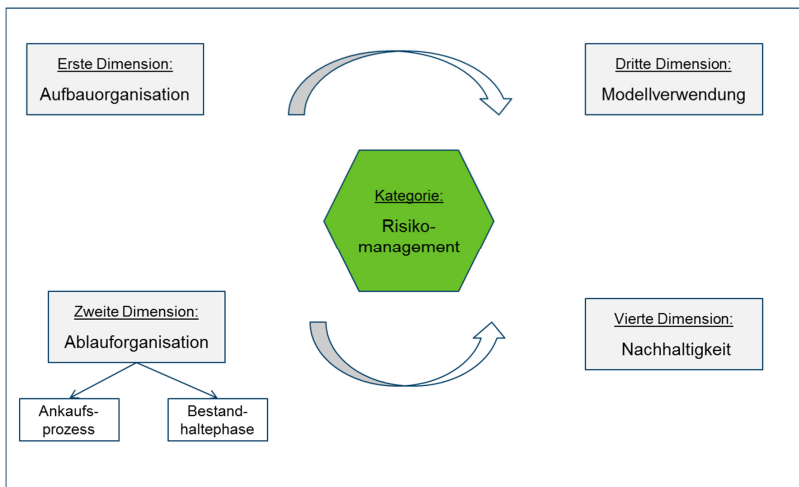 Erste Dimension:
Aufbauorganisation
Dritte Dimension:
Modellverwendung
Kategorie:
Risiko-
management
Zweite Dimension:
Ablauforganisation
Vierte Dimension:
Nachhaltigkeit
Ankaufs-
prozess
Bestand-
haltephase